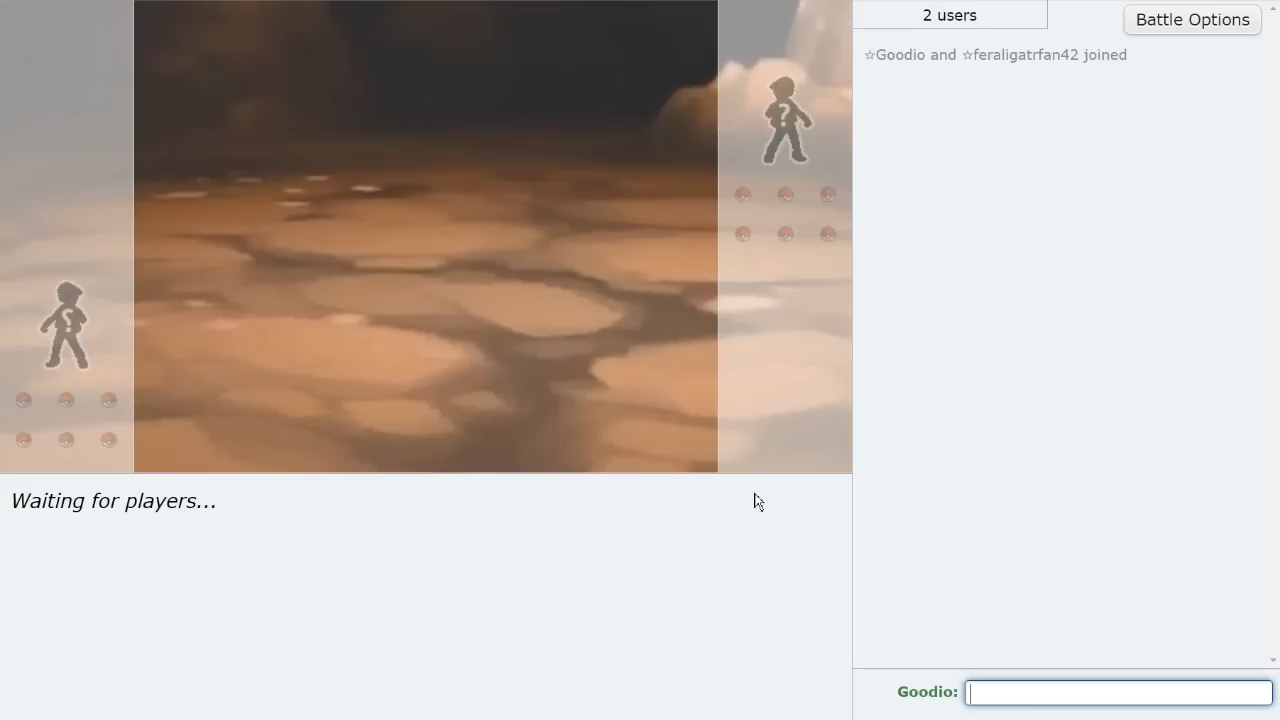 2 users
Battle Options
☆Goodio and ☆feraligatrfan42 joined
?
?
Waiting for players...
Goodio: